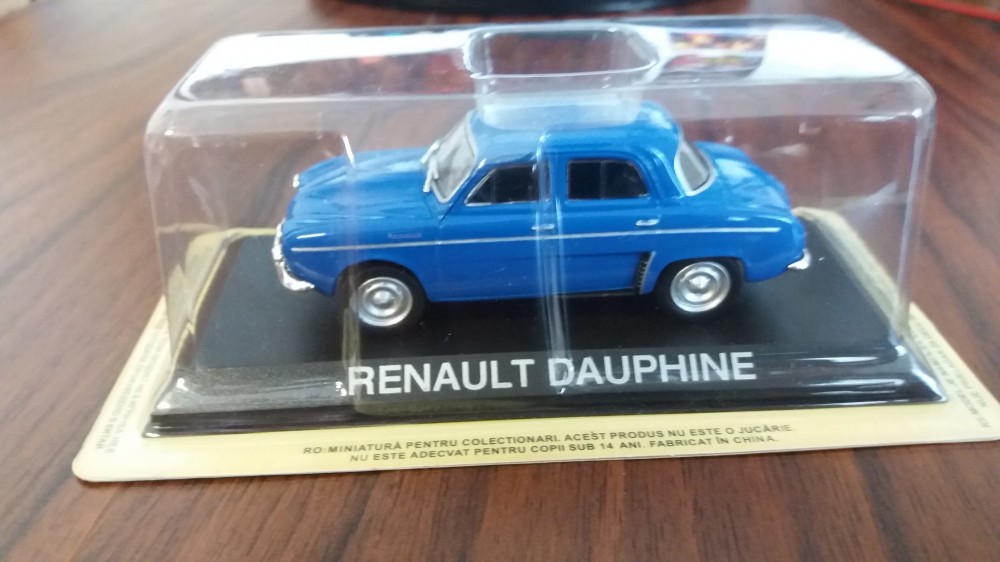 RENAULT DAUPHINE
RO: MINIATURĂ PENTRU COLECTIONARI. ACEST PRODUS NU ESTE O JUCĂRIE.
NU ESTE ADECVAT PENTRU COPII SUB 14 ANI. FABRICAT ÎN CHINA.